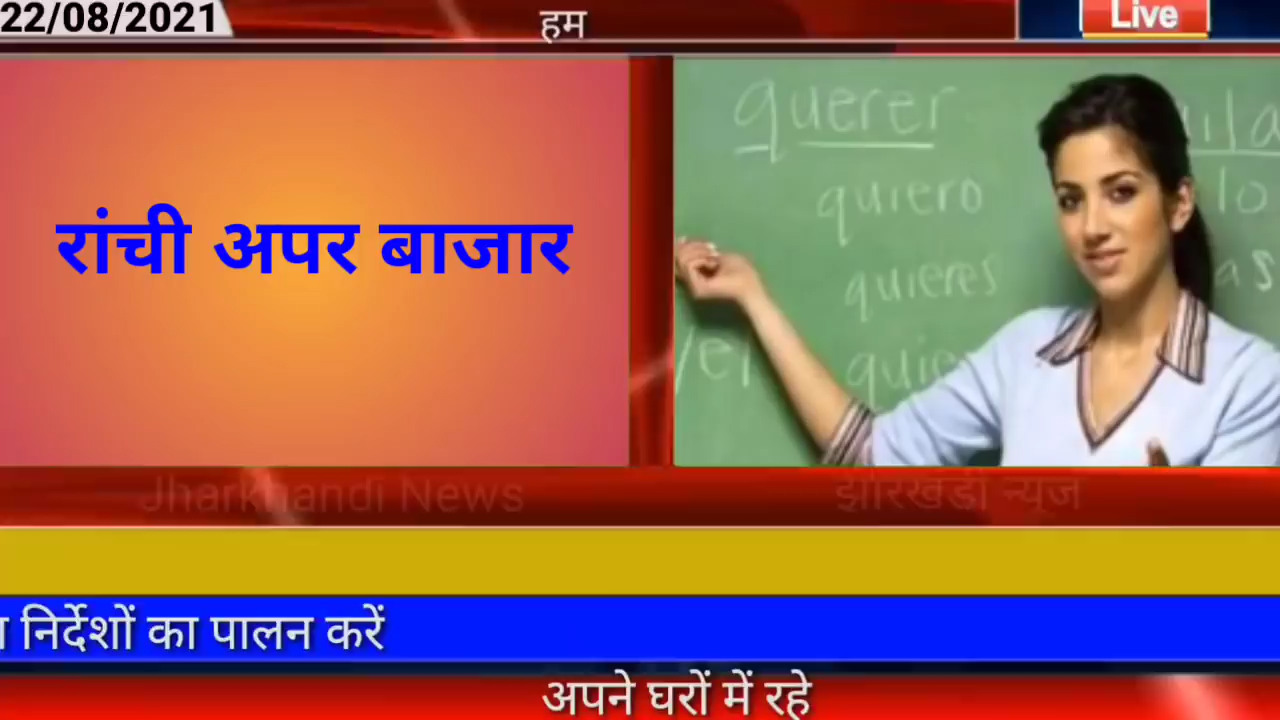 22/08/2021
हम
Live
रांची अपर बाजार
querer
quiero
quieres
Jharkhandi News
झारखंडी न्यूज
निर्देशों का पालन करें
अपने घरों में रहे